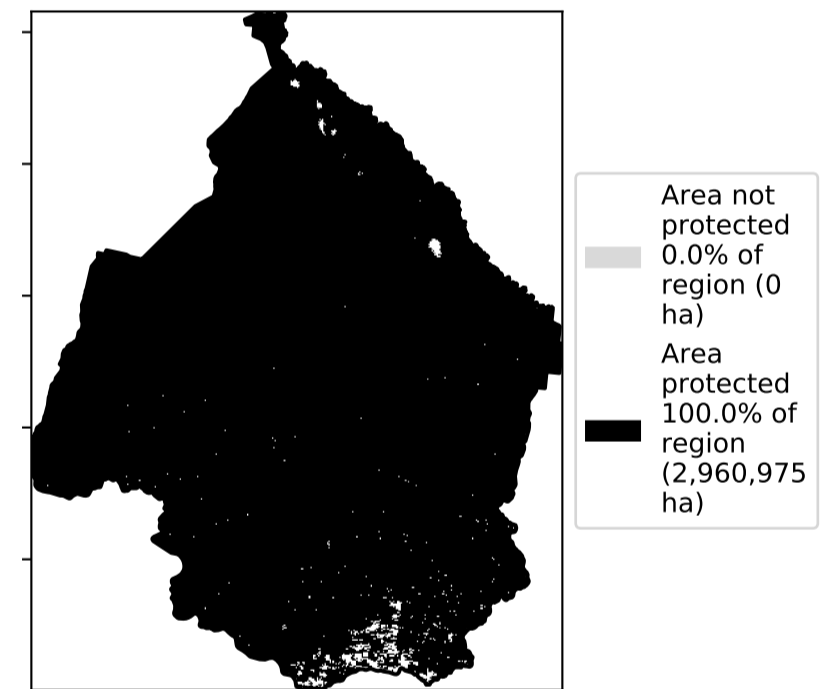 Area not
protected
0.0% of
region (0
ha)
Area
protected
100.0% of
region
(2,960,975
ha)